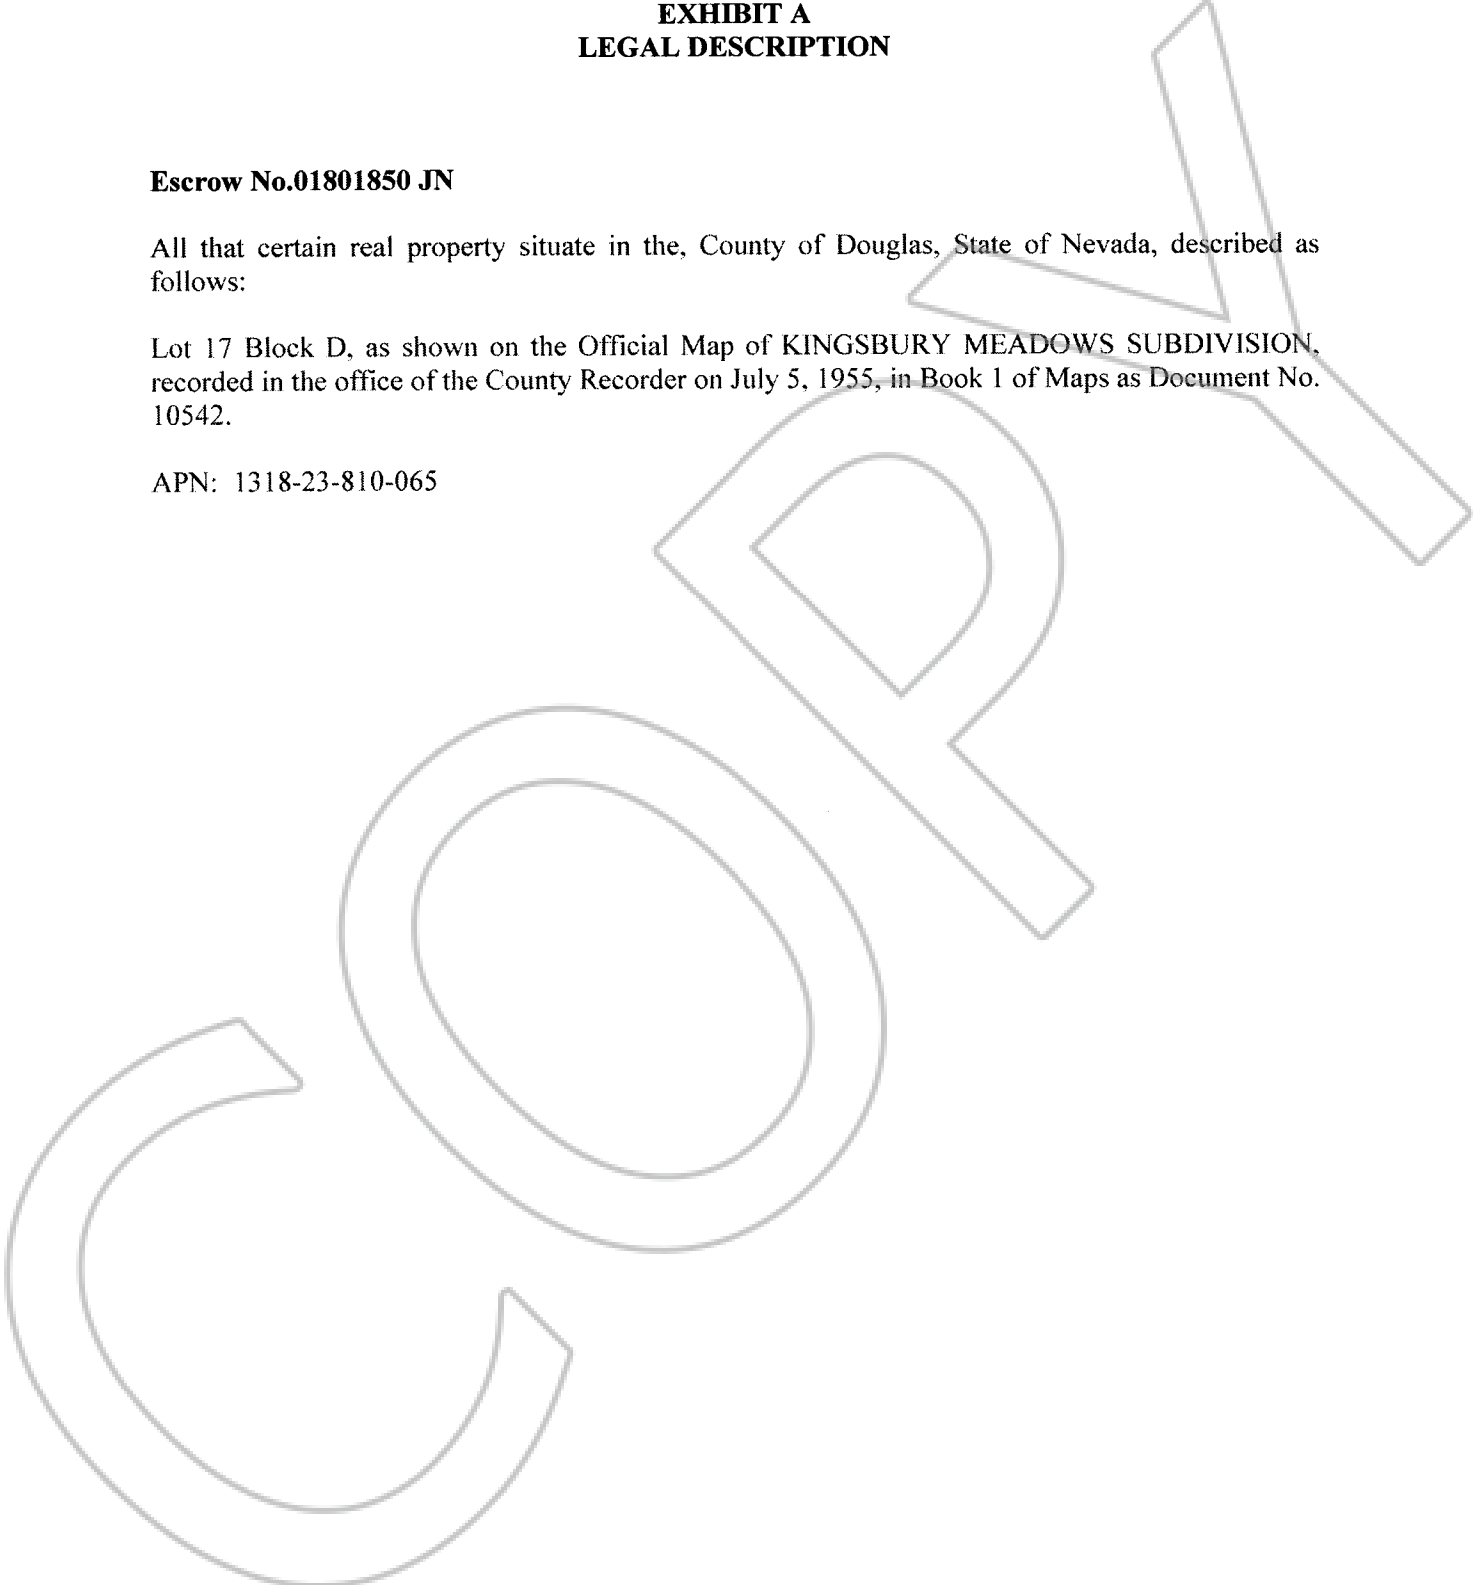 EXHIBIT A
LEGAL DESCRIPTION
Escrow No.01801850 JN
All that certain real property situate in the, County of Douglas, State of Nevada, described as
follows:
Lot 17 Block D, as shown on the Official Map of KINGSBURY MEADOWS SUBDIVISION,
recorded in the office of the County Recorder on July 5, 1955, in Book 1 of Maps as Document No.
10542.
APN: 1318-23-810-065
COPY